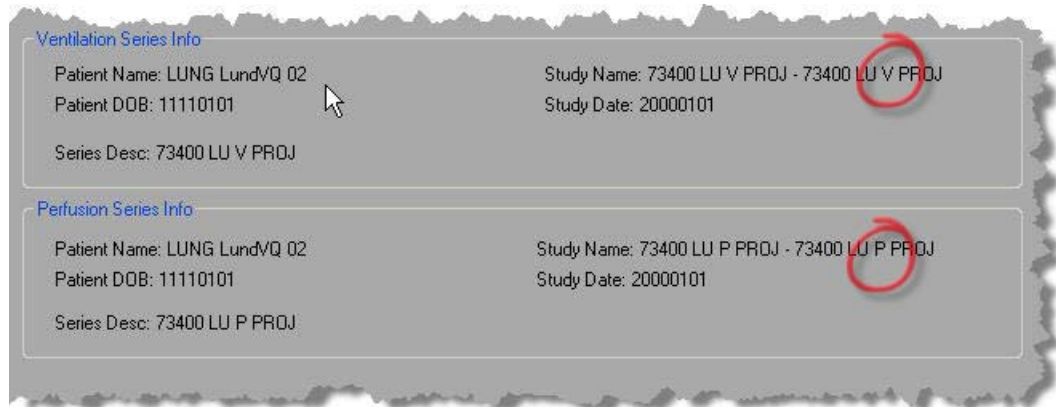 Ventilation Series Info
Patient Name: LUNG LundVQ 02
Study Name: 73400 LU V PROJ - 73400 LU V PROJ
Patient DOB: 11110101
Study Date: 20000101
Series Desc: 73400 LU V PROJ
Perfusion Series Info
Patient Name: LUNG LundVQ 02
Study Name: 73400 LU P PROJ - 73400 LU P PROJ
Patient DOB: 11110101
Study Date: 20000101
Series Desc: 73400 LU P PROJ